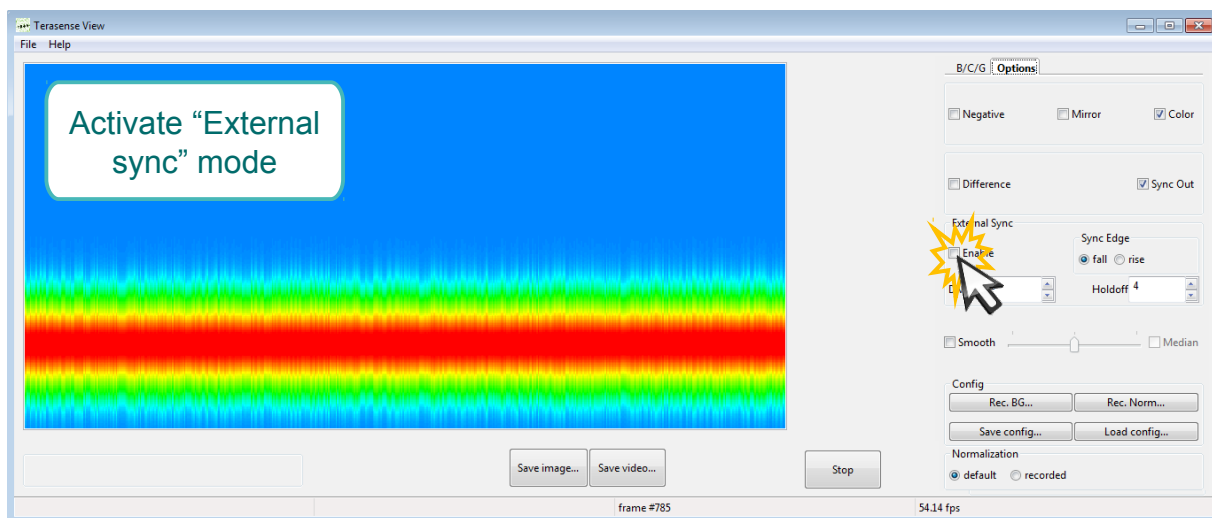 Terasense View
File Help
B/C/G Options
Activate “External
sync” mode
Negative Mirror Color
Difference Sync Out
External Sync
Sync Edge
Enable
fall rise
Holdoff 4
Smooth Median
Config
Rec. BG... Rec. Norm...
Save config... Load config...
Normalization
Save image... Save video... Stop
default recorded
frame #785 54.14 fps